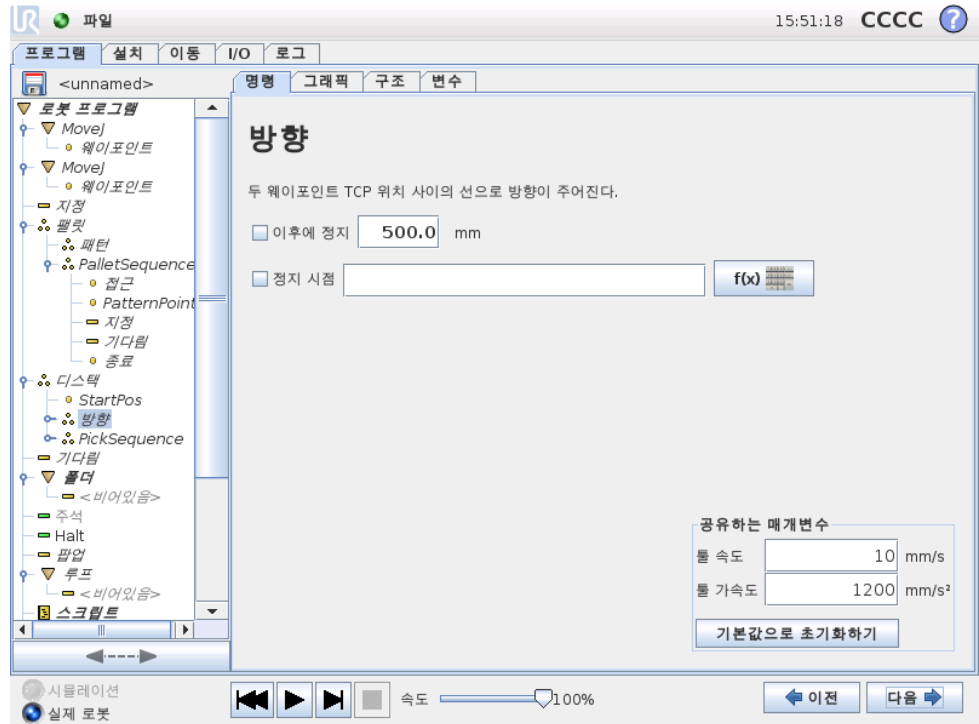 UR 파일 15:51:18 CCCC ?
프로그램 설치 이동 I/O 로그
<unnamed>
명령 그래픽 구조 변수
로봇 프로그램
MoveJ
웨이포인트
MoveJ
웨이포인트
지정
팰릿
패턴
PalletSequence
접근
PatternPoint
지정
기다림
종료
디스택
StartPos
방향
PickSequence
기다림
폴더
<비어있음>
주석
Halt
팝업
루프
<비어있음>
스크립트
방향
두 웨이포인트 TCP 위치 사이의 선으로 방향이 주어진다.
이후에 정지 500.0 mm
정지 시점 f(x)
공유하는 매개변수
툴 속도 10 mm/s
툴 가속도 1200 mm/s²
기본값으로 초기화하기
시뮬레이션
실제 로봇
속도 100%
이전 다음